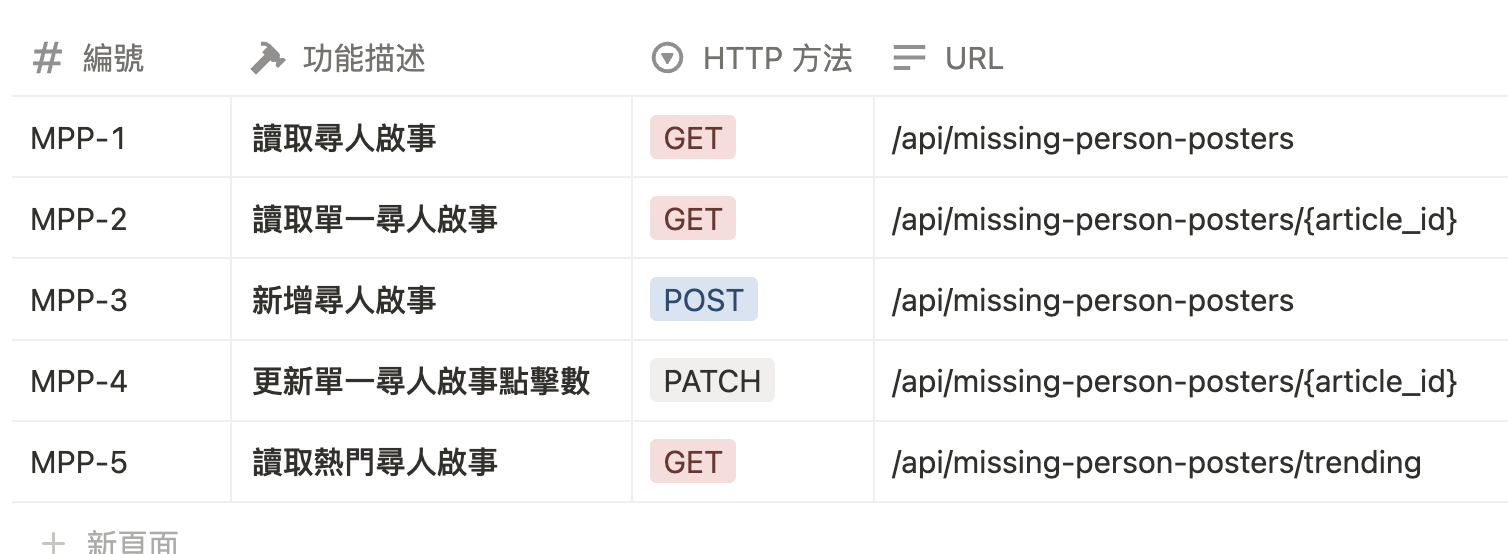 編號 功能描述 HTTP 方法 URL
MPP-1 讀取尋人啟事 GET /api/missing-person-posters
MPP-2 讀取單一尋人啟事 GET /api/missing-person-posters/{article_id}
MPP-3 新增尋人啟事 POST /api/missing-person-posters
MPP-4 更新單一尋人啟事點擊數 PATCH /api/missing-person-posters/{article_id}
MPP-5 讀取熱門尋人啟事 GET /api/missing-person-posters/trending
新頁面